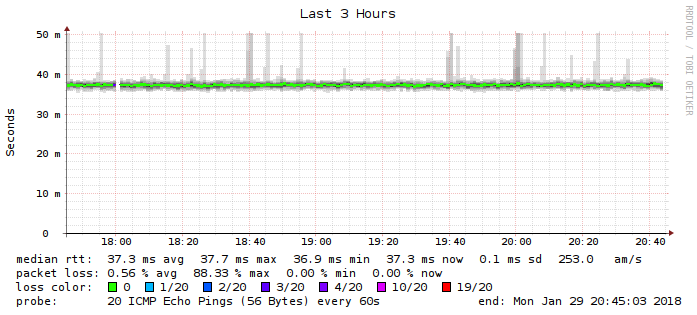 Last 3 Hours
RRDTOOL / TOBI OETIKER
Seconds
50 m
40 m
30 m
20 m
10 m
0
18:00 18:20 18:40 19:00 19:20 19:40 20:00 20:20 20:40
median rtt: 37.3 ms avg 37.7 ms max 36.9 ms min 37.3 ms now 0.1 ms sd 253.0 am/s
packet loss: 0.56 % avg 88.33 % max 0.00 % min 0.00 % now
loss color: 0 1/20 2/20 3/20 4/20 10/20 19/20
probe: 20 ICMP Echo Pings (56 Bytes) every 60s end: Mon Jan 29 20:45:03 2018